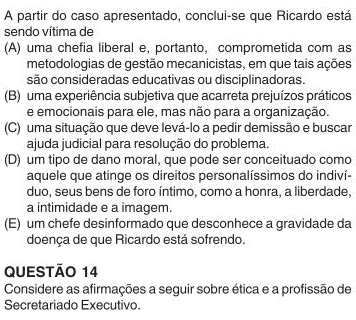 A partir do caso apresentado, conclui-se que Ricardo está
sendo vítima de
(A) uma chefia liberal e, portanto, comprometida com as
metodologias de gestão mecanicistas, em que tais ações
são consideradas educativas ou disciplinadoras.
(B) uma experiência subjetiva que acarreta prejuízos práticos
e emocionais para ele, mas não para a organização.
(C) uma situação que deve levá-lo a pedir demissão e buscar
ajuda judicial para resolução do problema.
(D) um tipo de dano moral, que pode ser conceituado como
aquele que atinge os direitos personalíssimos do indiví-
duo, seus bens de foro íntimo, como a honra, a liberdade,
a intimidade e a imagem.
(E) um chefe desinformado que desconhece a gravidade da
doença de que Ricardo está sofrendo.
QUESTÃO 14
Considere as afirmações a seguir sobre ética e a profissão de
Secretariado Executivo.